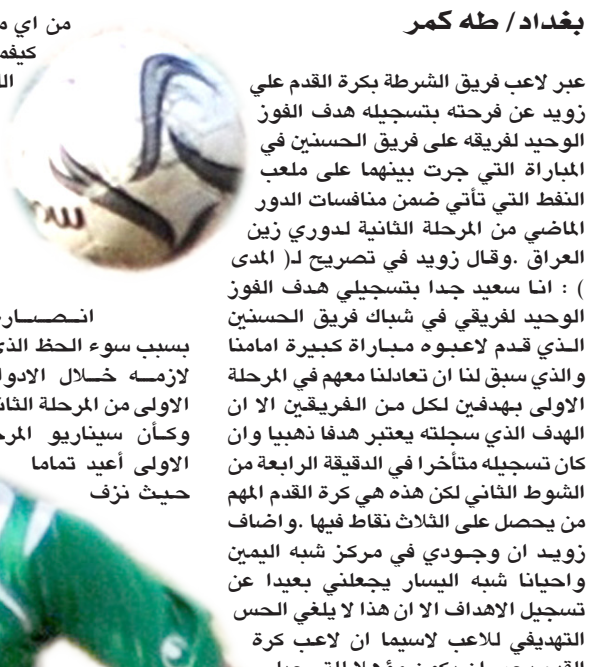 بغداد/ طه كمر
عبر لاعب فريق الشرطة بكرة القدم علي
زويد عن فرحته بتسجيله هدف الفوز
الوحيد لفريقه على فريق الحسنين في
المباراة التي جرت بينهما على ملعب
النفط التي تأتي ضمن منافسات الدور
الماضي من المرحلة الثانية لدوري زين
العراق .وقال زويد في تصريح لـ( المدى
) : انا سعيد جدا بتسجيلي هدف الفوز
الوحيد لفريقي في شباك فريق الحسنين
الذي قدم لاعبوه مباراة كبيرة امامنا
والذي سبق لنا ان تعادلنا معهم في المرحلة
الاولى بهدفين لكل من الفريقين الا ان
الهدف الذي سجلته يعتبر هدفا ذهبيا وان
كان تسجيله متأخرا في الدقيقة الرابعة من
الشوط الثاني لكن هذه هي كرة القدم المهم
من يحصل على الثلاث نقاط فيها .واضاف
زويد ان وجودي في مركز شبه اليمين
واحيانا شبه اليسار يجعلني بعيدا عن
تسجيل الاهداف الا ان هذا لا يلغي الحس
التهديفي للاعب لاسيما ان لاعب كرة
من اي
بسبب سوء الحظ
لازمه خلال
الاولى من المرحلة
وكأن سيناريو
الاولى أعيد تماما
حيث نزف